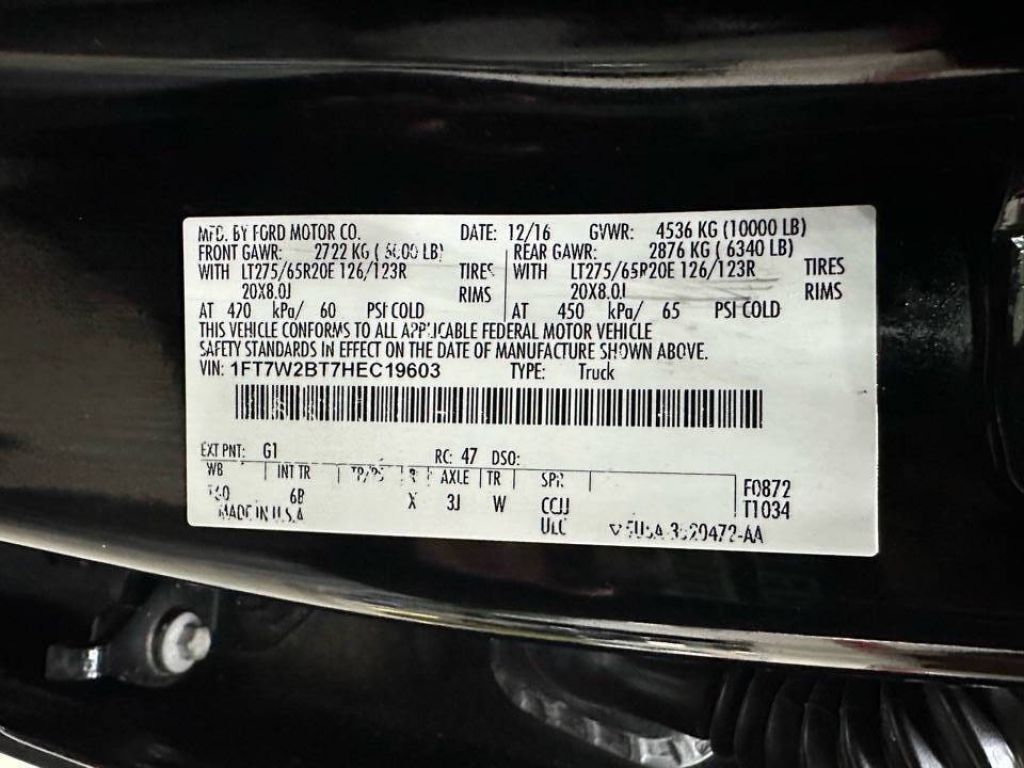 MFD. BY FORD MOTOR CO. DATE: 12/16 GVWR: 4536 KG (10000 LB)
FRONT GAWR: 2722 KG ( LB) REAR GAWR: 2876 KG ( 6340 LB)
WITH LT275/65R20E 126/123R TIRES WITH LT275/65R20E 126/123R TIRES
20X8.0J RIMS 20X8.0J RIMS
AT 470 kPa/ 60 PSI COLD AT 450 kPa/ 65 PSI COLD
THIS VEHICLE CONFORMS TO ALL APPLICABLE FEDERAL MOTOR VEHICLE
SAFETY STANDARDS IN EFFECT ON THE DATE OF MANUFACTURE SHOWN ABOVE.
VIN: 1FT7W2BT7HEC19603 TYPE: Truck
EXT PNT: G1 RC: 47 DSO:
WB INT TR TP/PS R AXLE TR SPR
6B X 3J W CCJJ F0872
MADE IN U.S.A ULC T1034